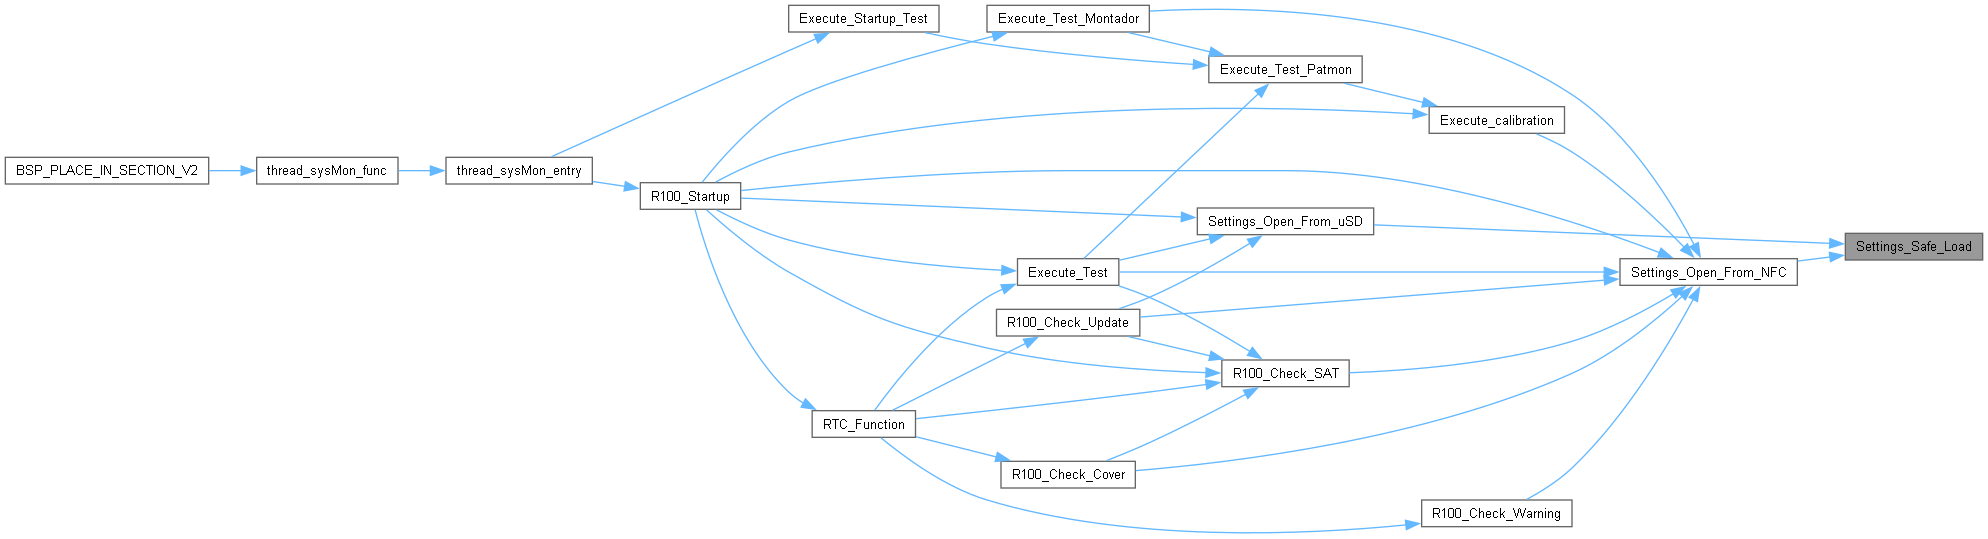 Execute_Startup_Test
Execute_Test_Montador
Execute_Test_Patmon
Execute_calibration
BSP_PLACE_IN_SECTION_V2
thread_sysMon_func
thread_sysMon_entry
R100_Startup
Settings_Open_From_uSD
Settings_Safe_Load
Execute_Test
Settings_Open_From_NFC
R100_Check_Update
R100_Check_SAT
RTC_Function
R100_Check_Cover
R100_Check_Warning